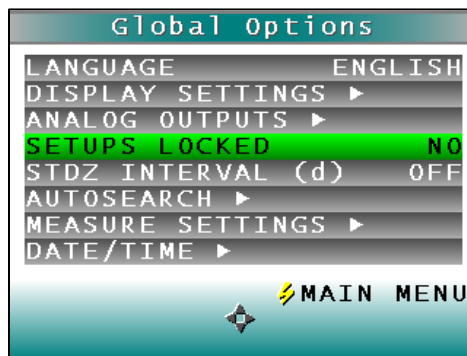 Global Options
LANGUAGE ENGLISH
DISPLAY SETTINGS ▶
ANALOG OUTPUTS ▶
SETUPS LOCKED NO
STDZ INTERVAL (d) OFF
AUTOSEARCH ▶
MEASURE SETTINGS ▶
DATE/TIME ▶
MAIN MENU